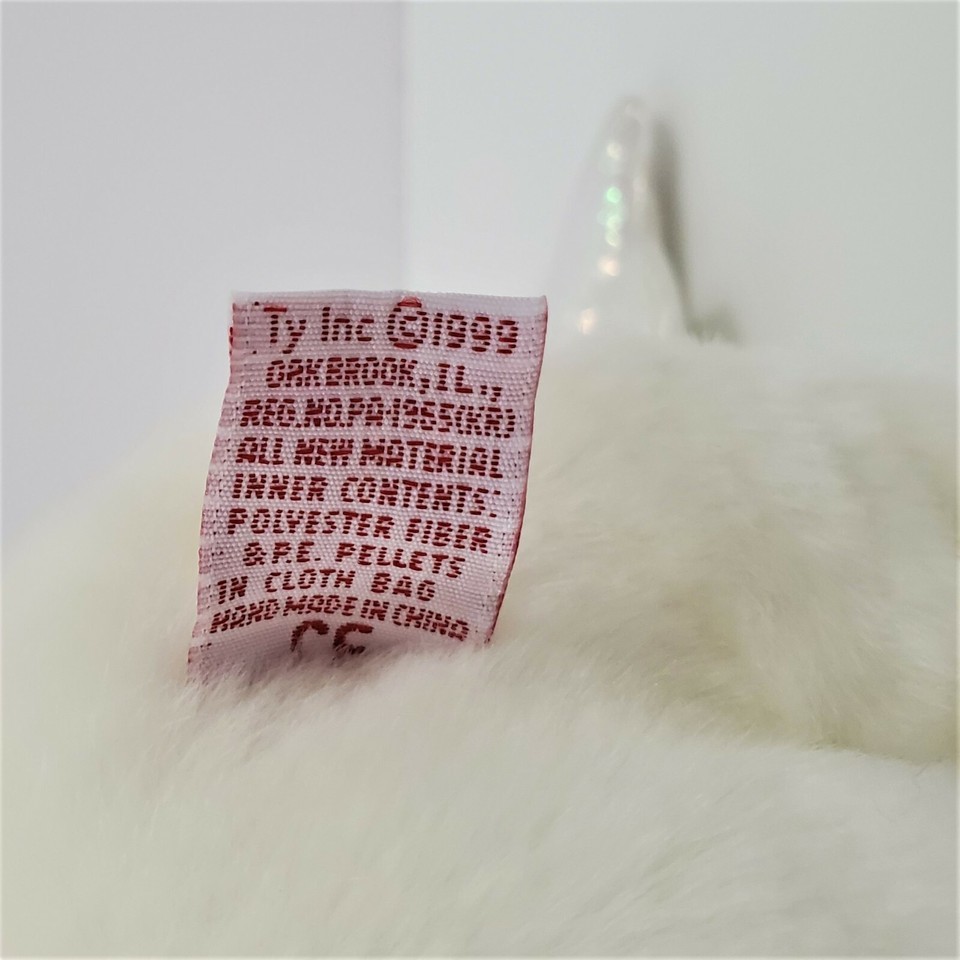 Ty Inc ©1999
OAKBROOK, IL.,
REG.NO.PA-1965(KR)
ALL NEW MATERIAL
INNER CONTENTS:
POLYESTER FIBER
& P.E. PELLETS
IN CLOTH BAG
HAND MADE IN CHINA
CE